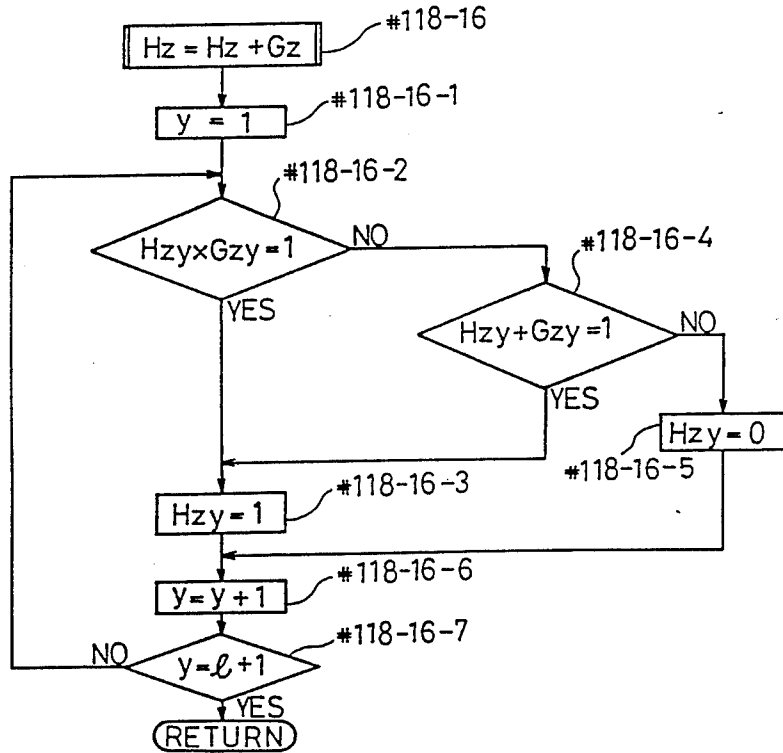 #118-16
Hz = Hz + Gz
#118-16-1
y = 1
#118-16-2
Hzy×Gzy=1
NO
YES
#118-16-4
Hzy+Gzy=1
NO
YES
Hzy=0
#118-16-5
#118-16-3
Hzy=1
#118-16-6
y=y+1
#118-16-7
y=ℓ+1
NO
YES
RETURN